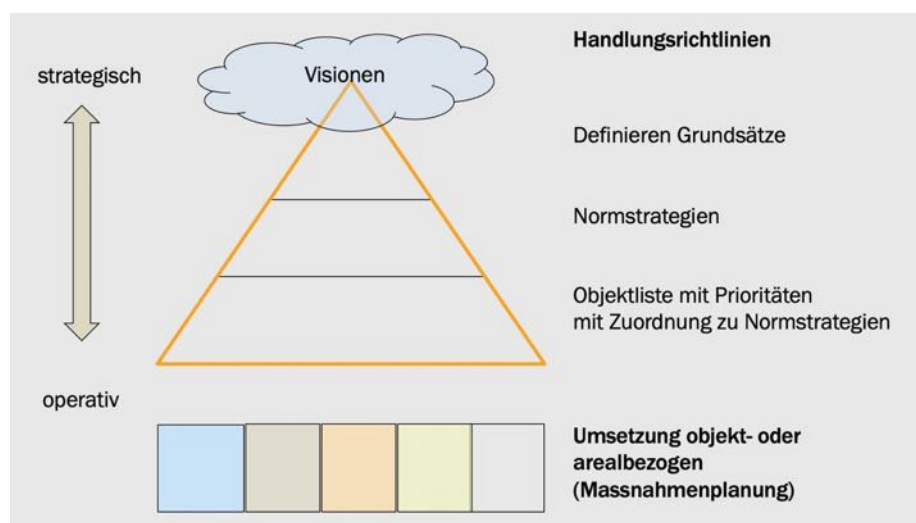 Handlungsrichtlinien
strategisch
Visionen
Definieren Grundsätze
Normstrategien
Objektliste mit Prioritäten
mit Zuordnung zu Normstrategien
operativ
Umsetzung objekt- oder
arealbezogen
(Massnahmenplanung)